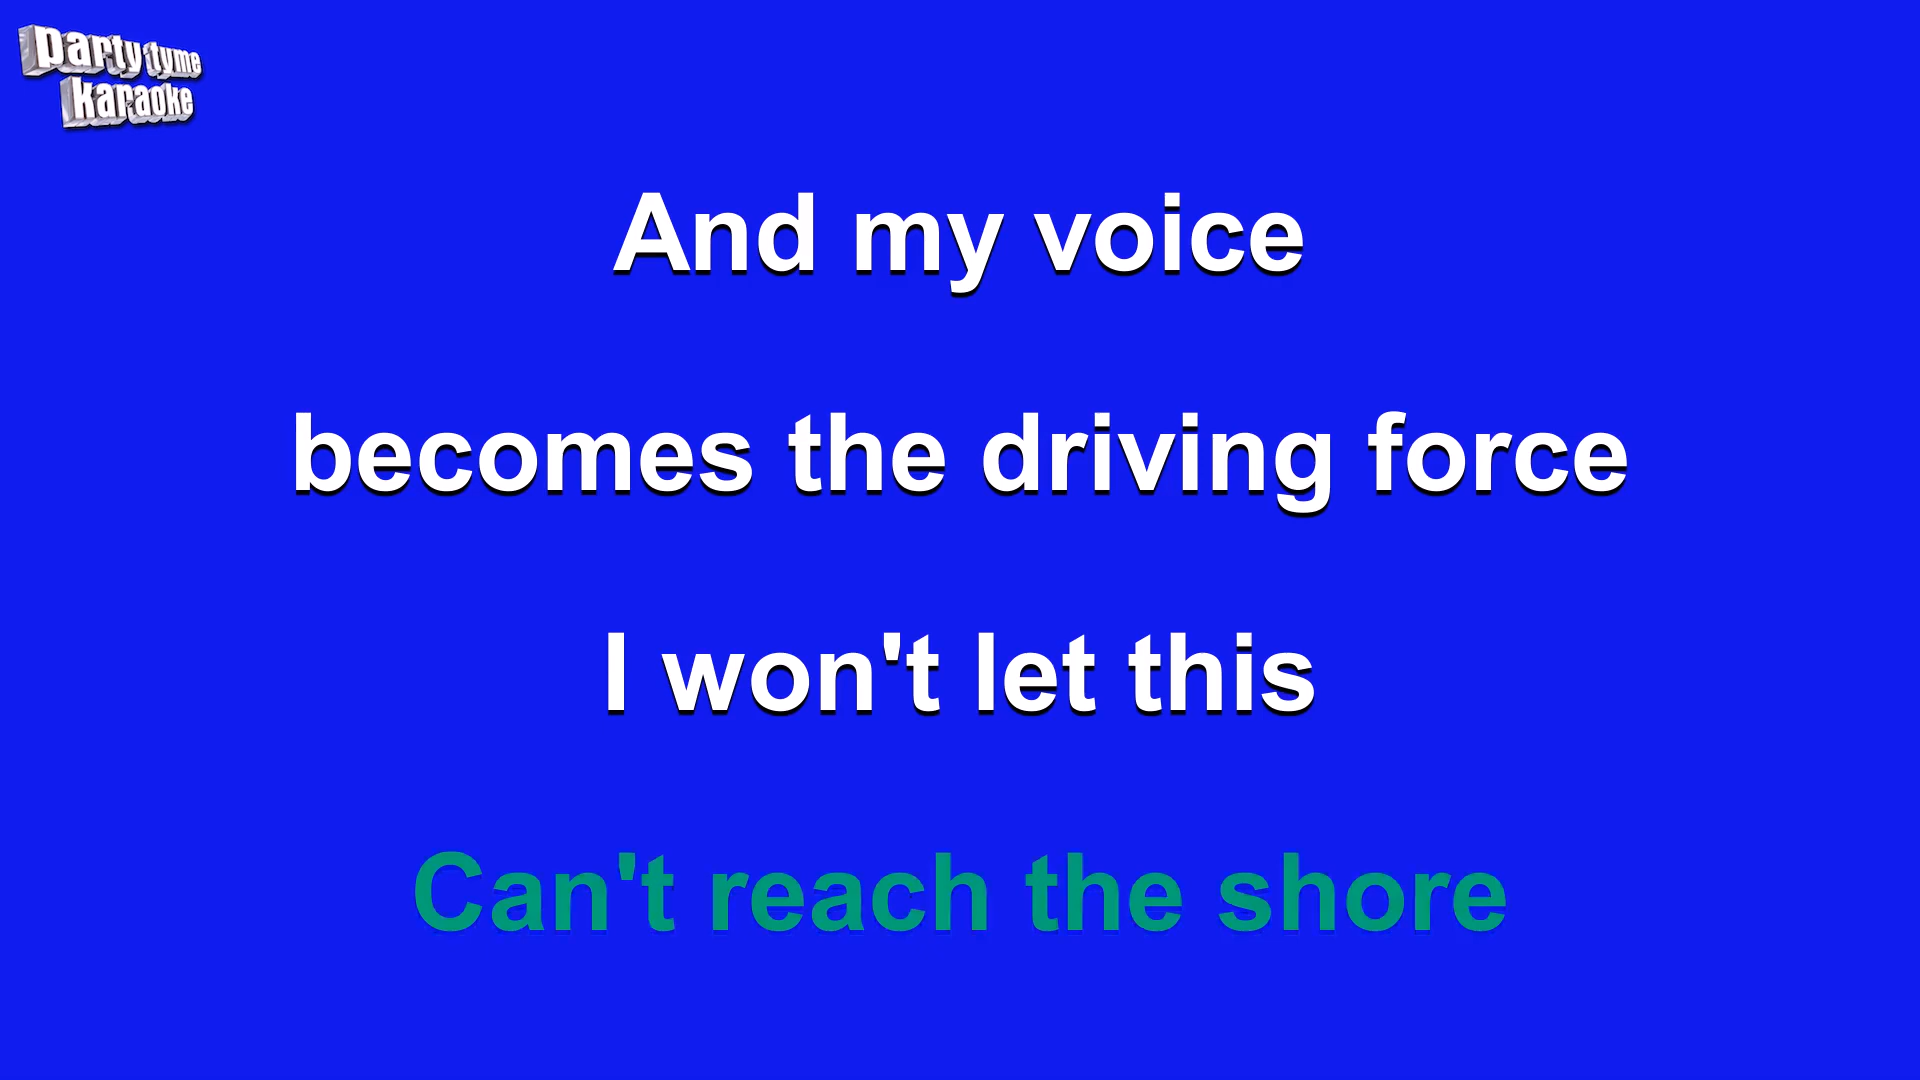 party tyme
karaoke
And my voice
becomes the driving force
I won't let this
Can't reach the shore